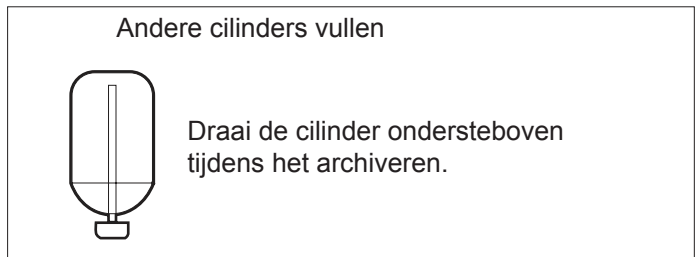 Andere cilinders vullen
Draai de cilinder ondersteboven
tijdens het archiveren.